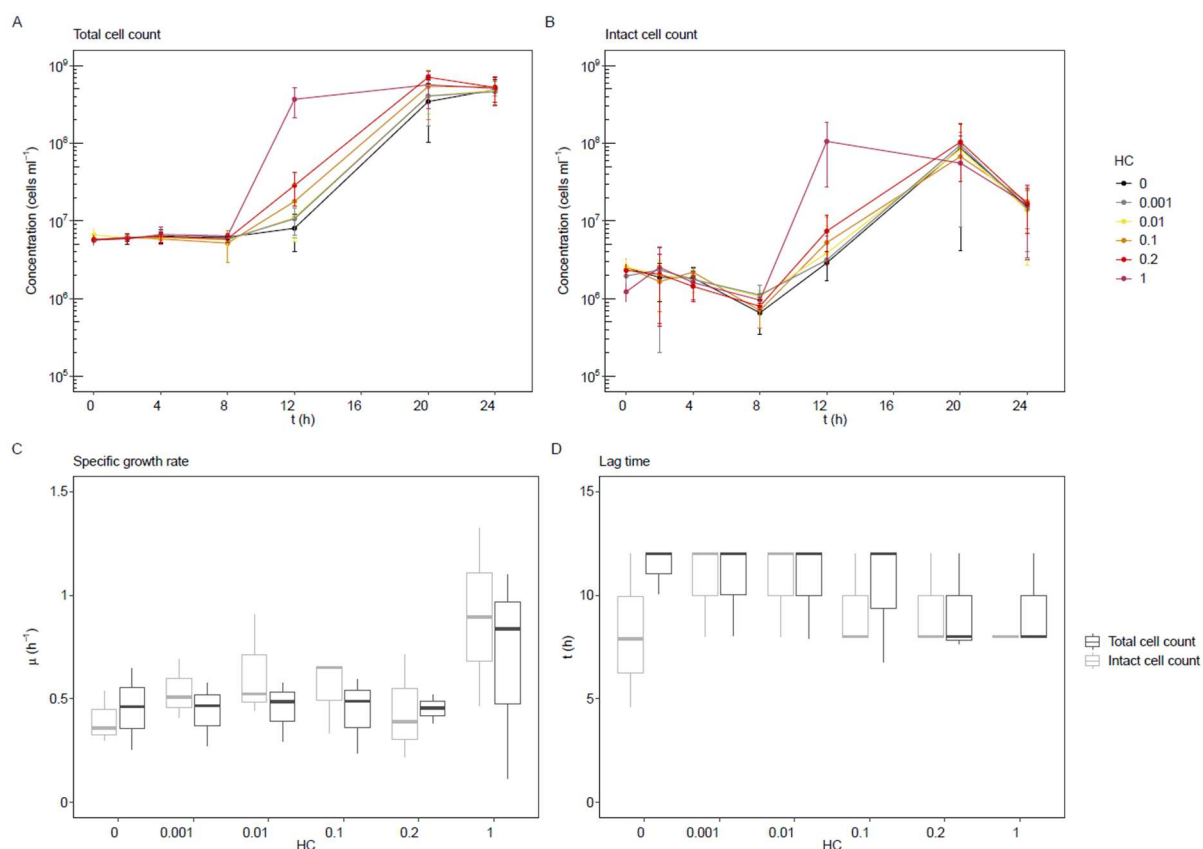 A
Total cell count
Concentration (cells ml⁻¹)
10⁹
10⁸
10⁷
10⁶
10⁵
0 4 8 12 20 24
t (h)
B
Intact cell count
Concentration (cells ml⁻¹)
10⁹
10⁸
10⁷
10⁶
10⁵
0 4 8 12 20 24
t (h)
HC
0
0.001
0.01
0.1
0.2
1
C
Specific growth rate
μ (h⁻¹)
1.5
1
0.5
0
0 0.001 0.01 0.1 0.2 1
HC
D
Lag time
t (h)
15
10
5
0
0 0.001 0.01 0.1 0.2 1
HC
Total cell count
Intact cell count